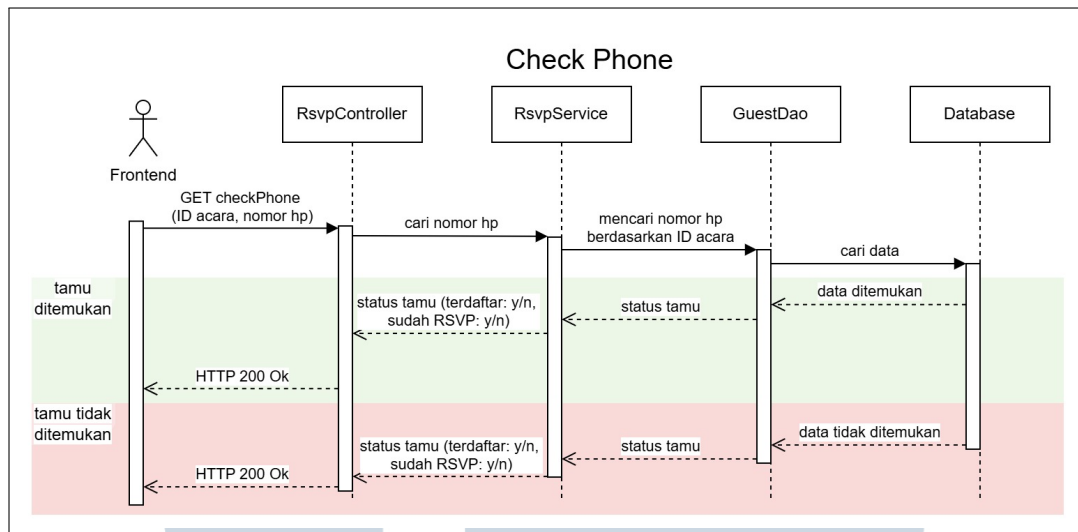 Check Phone
RsvpController
RsvpService
GuestDao
Database
Frontend
GET checkPhone
(ID acara, nomor hp)
cari nomor hp
mencari nomor hp
berdasarkan ID acara
cari data
tamu
ditemukan
data ditemukan
status tamu
status tamu (terdaftar: y/n,
sudah RSVP: y/n)
HTTP 200 Ok
tamu tidak
ditemukan
data tidak ditemukan
status tamu
status tamu (terdaftar: y/n,
sudah RSVP: y/n)
HTTP 200 Ok